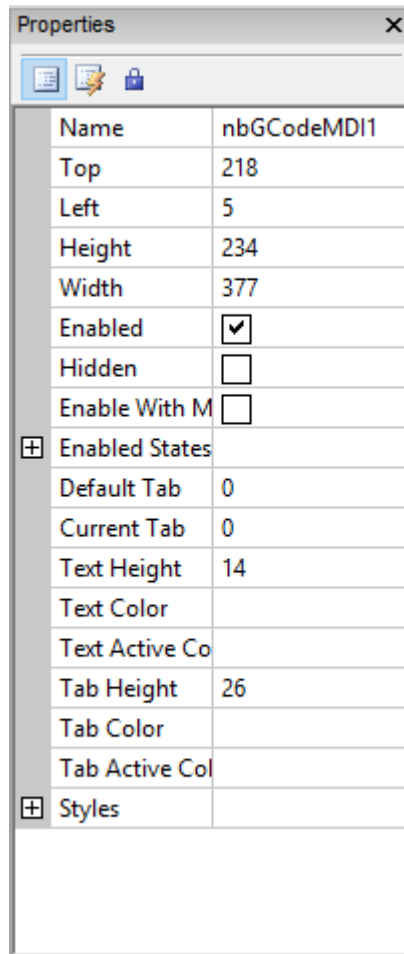 Properties
Name nbGCodeMDI1
Top 218
Left 5
Height 234
Width 377
Enabled
Hidden
Enable With M
Enabled States
Default Tab 0
Current Tab 0
Text Height 14
Text Color
Text Active Co
Tab Height 26
Tab Color
Tab Active Col
Styles